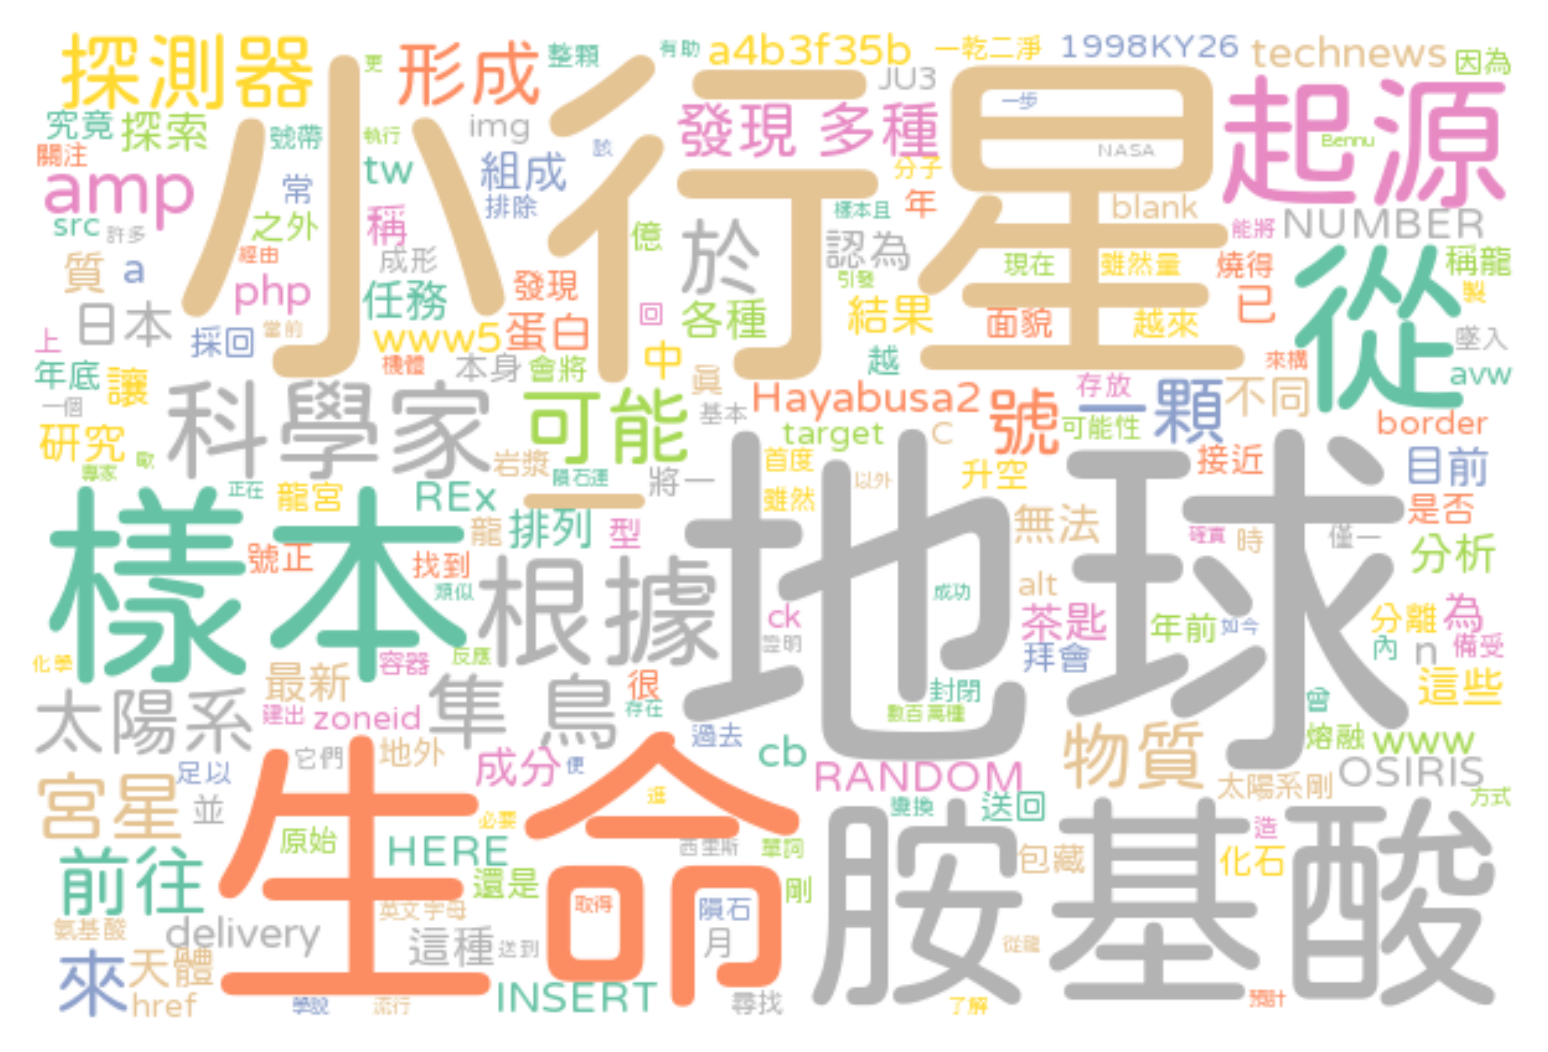 探測器 更 形成 整顆 有助 a4b3f35b 一乾二淨 1998KY26 technews 因為
小行星
究竟 探索 號帶 執行 img JU3 一步 起源 Bennu
關注 amp 常 tw 組成 該 發現 多種 分子 NASA
src 許多 之外 稱 排除 樣本且 年 blank 能將 NUMBER
質 a 經由 成形 億 於 認為 現在 雖然量 燒得 從 稱龍
日本 php 任務 發現 回 各種 引發 結果 面貌 越來 已 製
上 採回 當前 www5 蛋白 中 越 來構 墜入
年底 讓 機體 本身 會將 真 Hayabusa2 號 存放 一顆 不同 avw
一個 科學家 可能 基本 target C 可能性 border
研究 專家 歐 岩漿 隕石運 將一 首度 以外 升空 接近 目前
樣本 正在 龍宮 REx 一 雖然 地球 是否
號正 找到 龍 排列 型 無法 確實 時 僅一 分析
類似 根據 ck 成功 alt 茶匙 年前 如今 分離 為
化學 容器 反應 證明 拜會 內 n 備受
太陽系 最新 隼 鳥 很 封閉 曾 這些
建出 zoneid 存在 過去 數百萬種 熔融 www
宮星 足以 它們 地外 成分 便 cb RANDOM 物質 太陽系剛 OSIRIS
並 生命 逛 變換 送回 方式
前往 原始 必要 HERE 西里斯 單詞 胺基酸 造
還是 剛 包藏 化石
氨基酸 delivery 英文字母 取得 隕石
來 天體 這種 送到 月 從龍
href 學說 流行 INSERT 尋找 了解 預計